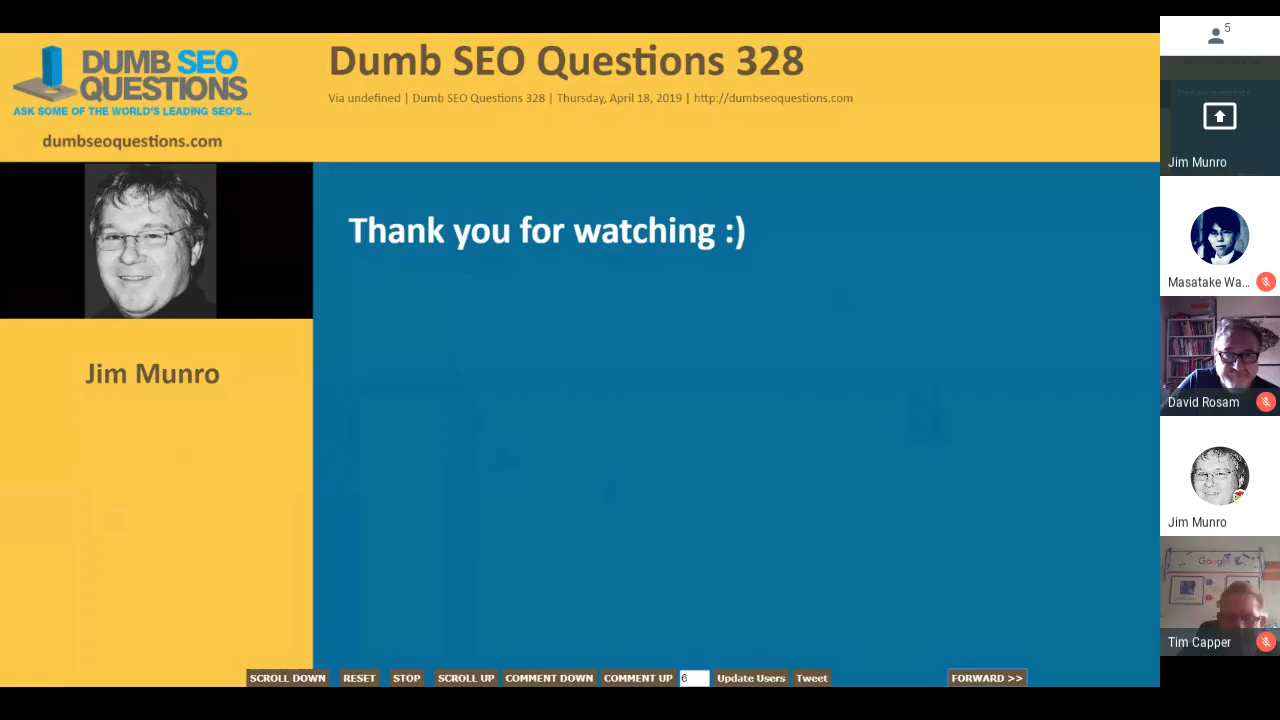 DUMB SEO
QUESTIONS
ASK SOME OF THE WORLD'S LEADING SEO'S...
dumbseoquestions.com
Dumb SEO Questions 328
Via undefined | Dumb SEO Questions 328 | Thursday, April 18, 2019 | http://dumbseoquestions.com
Jim Munro
Thank you for watching :)
SCROLL DOWN RESET STOP SCROLL UP COMMENT DOWN COMMENT UP 6 Update Users Tweet FORWARD >>
5
Jim Munro
Masatake Wa...
David Rosam
Jim Munro
Google
Tim Capper